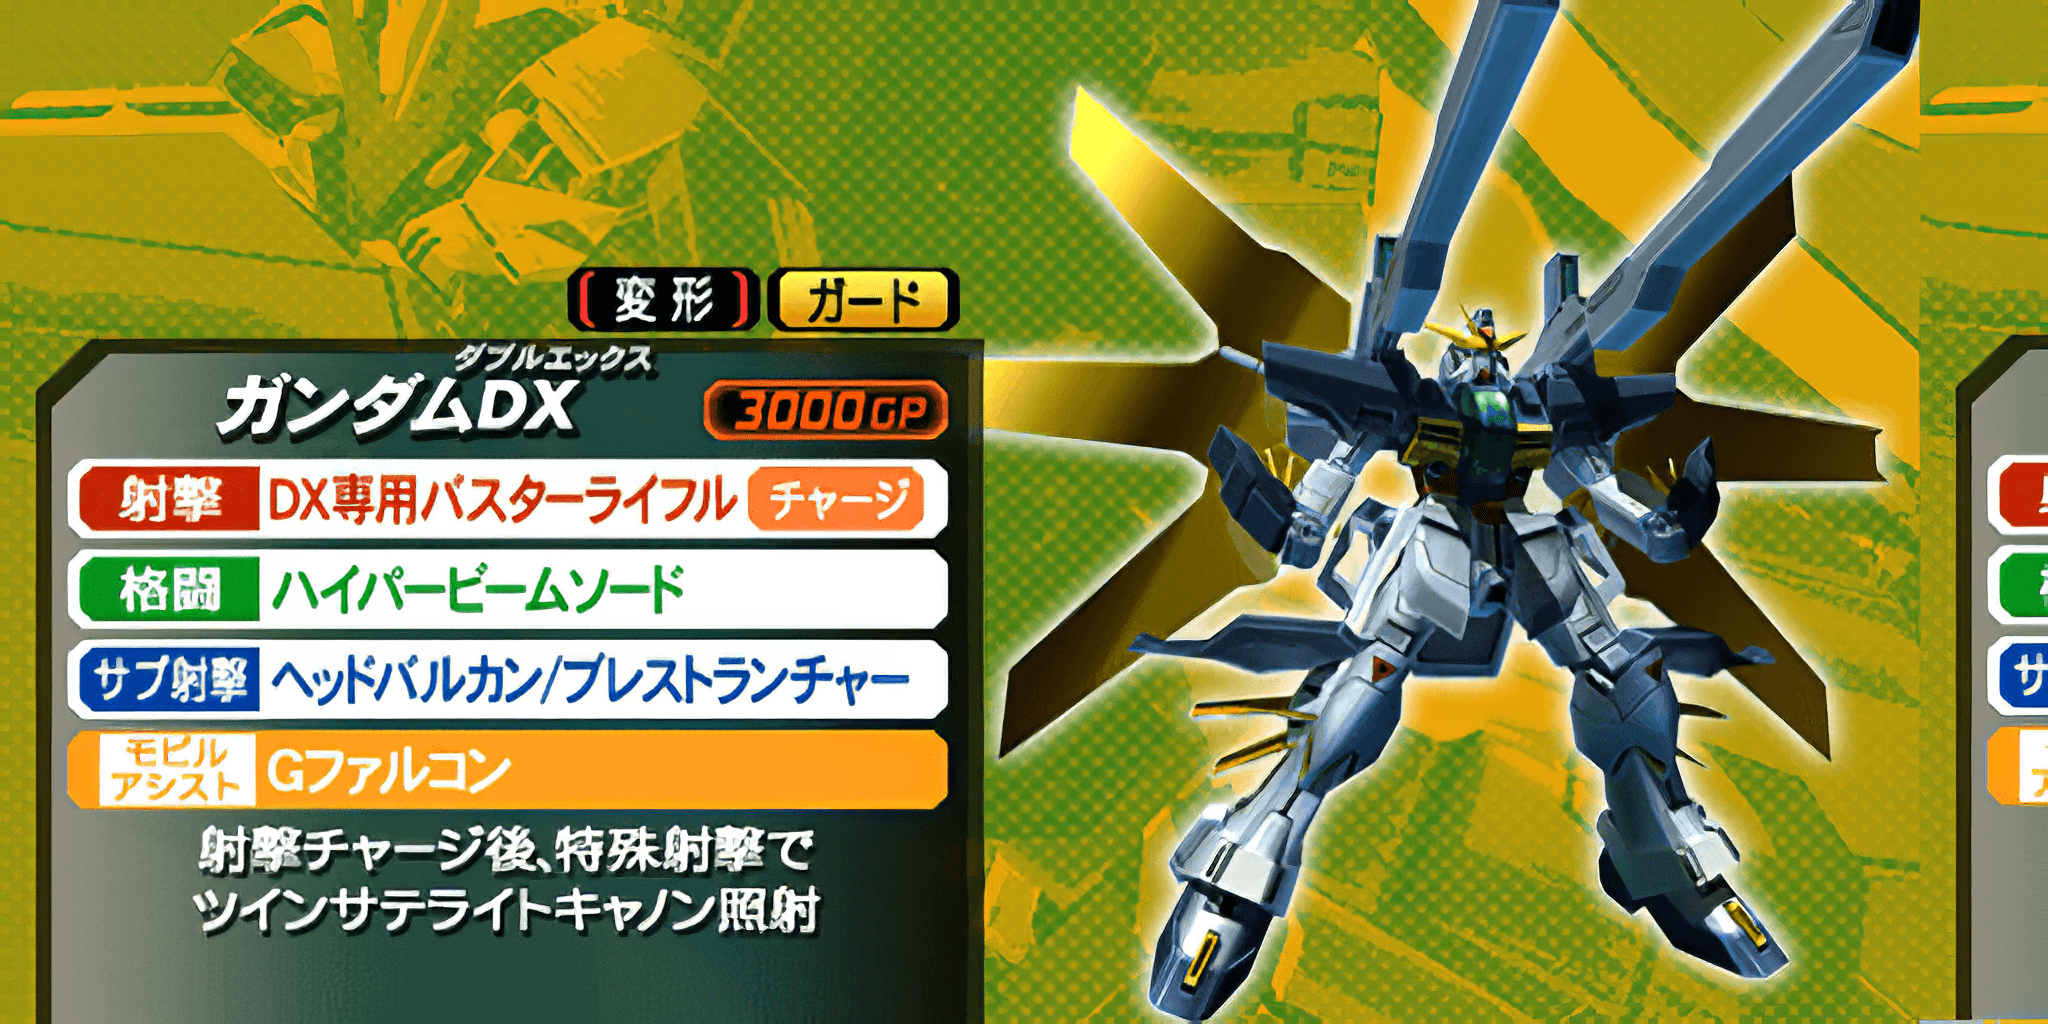 変形 ガード
ダブルエックス
ガンダムDX 3000GP
射撃 DX専用バスターライフル チャージ
格闘 ハイパービームソード
サブ射撃 ヘッドバルカン/ブレストランチャー
モビル
アシスト Gファルコン
射撃チャージ後、特殊射撃で
ツインサテライトキャノン照射
サ